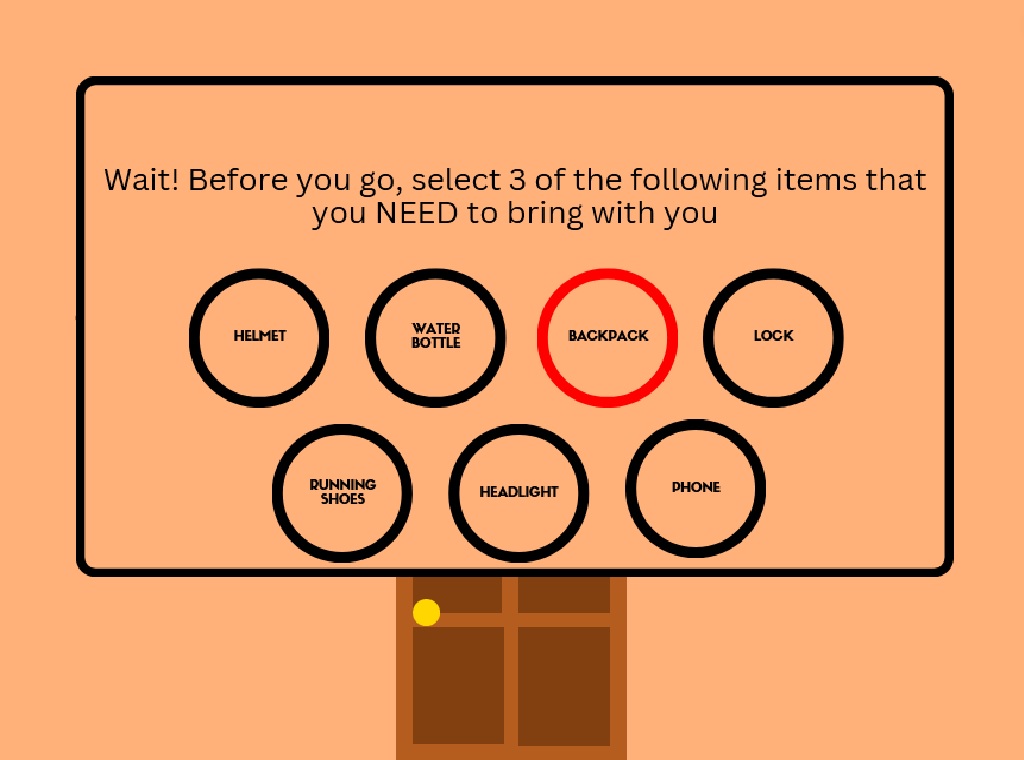 Wait! Before you go, select 3 of the following items that
you NEED to bring with you
HELMET
WATER
BOTTLE
BACKPACK
LOCK
RUNNING
SHOES
HEADLIGHT
PHONE